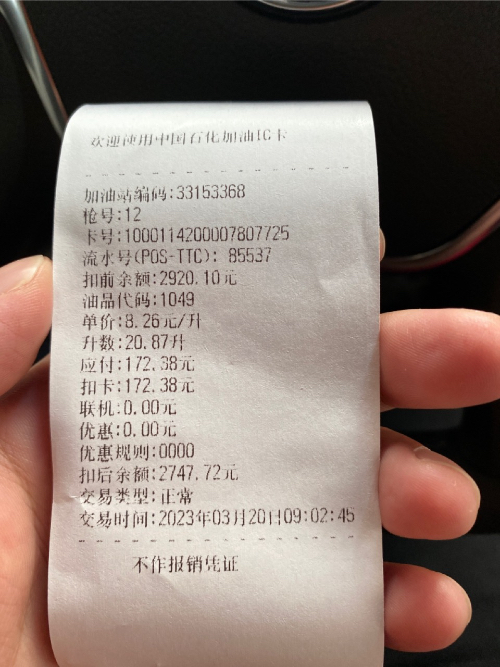 欢迎使用中国石化加油IC卡
加油站编码:33153368
枪号:12
卡号:1000114200007807725
流水号(POS-TTC): 85537
扣前余额:2920.10元
油品代码:1049
单价:8.26元/升
升数:20.87升
应付:172.38元
扣卡:172.38元
联机:0.00元
优惠:0.00元
优惠规则:0000
扣后余额:2747.72元
交易类型:正常
交易时间:2023年03月20日09:02:45
不作报销凭证